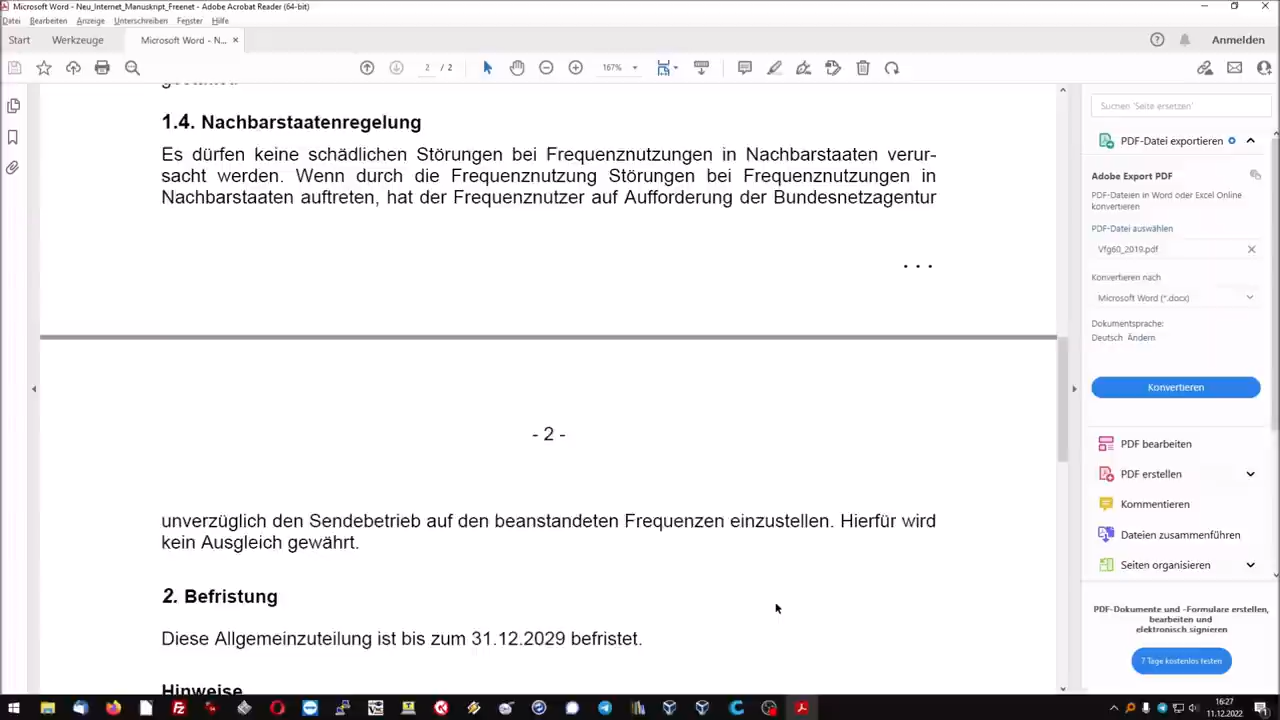 Microsoft Word - Neu_Internet_Manuskript_Freenet - Adobe Acrobat Reader (64-bit)
Datei Bearbeiten Anzeige Unterschreiben Fenster Hilfe
Start Werkzeuge Microsoft Word - N... ×
Anmelden
2 / 2 167%
1.4. Nachbarstaatenregelung
Es dürfen keine schädlichen Störungen bei Frequenznutzungen in Nachbarstaaten verur-
sacht werden. Wenn durch die Frequenznutzung Störungen bei Frequenznutzungen in
Nachbarstaaten auftreten, hat der Frequenznutzer auf Aufforderung der Bundesnetzagentur
. . .
- 2 -
unverzüglich den Sendebetrieb auf den beanstandeten Frequenzen einzustellen. Hierfür wird
kein Ausgleich gewährt.
2. Befristung
Diese Allgemeinzuteilung ist bis zum 31.12.2029 befristet.
Hinweise
Suchen 'Seite ersetzen'
PDF-Datei exportieren
Adobe Export PDF
PDF-Dateien in Word oder Excel Online
konvertieren
PDF-Datei auswählen
Vfg60_2019.pdf
Konvertieren nach
Microsoft Word (*.docx)
Dokumentsprache:
Deutsch Ändern
Konvertieren
PDF bearbeiten
PDF erstellen
Kommentieren
Dateien zusammenführen
Seiten organisieren
PDF-Dokumente und -Formulare erstellen,
bearbeiten und
elektronisch signieren
7 Tage kostenlos testen
16:27
11.12.2022